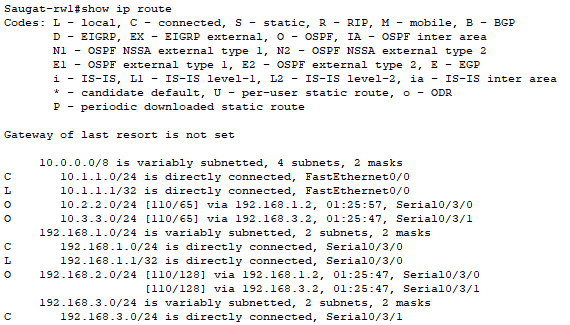 Saugat-rwl#show ip route
Codes: L - local, C - connected, S - static, R - RIP, M - mobile, B - BGP
D - EIGRP, EX - EIGRP external, O - OSPF, IA - OSPF inter area
N1 - OSPF NSSA external type 1, N2 - OSPF NSSA external type 2
E1 - OSPF external type 1, E2 - OSPF external type 2, E - EGP
i - IS-IS, L1 - IS-IS level-1, L2 - IS-IS level-2, ia - IS-IS inter area
* - candidate default, U - per-user static route, o - ODR
P - periodic downloaded static route
Gateway of last resort is not set
10.0.0.0/8 is variably subnetted, 4 subnets, 2 masks
C 10.1.1.0/24 is directly connected, FastEthernet0/0
L 10.1.1.1/32 is directly connected, FastEthernet0/0
O 10.2.2.0/24 [110/65] via 192.168.1.2, 01:25:57, Serial0/3/0
O 10.3.3.0/24 [110/65] via 192.168.3.2, 01:25:47, Serial0/3/1
192.168.1.0/24 is variably subnetted, 2 subnets, 2 masks
C 192.168.1.0/24 is directly connected, Serial0/3/0
L 192.168.1.1/32 is directly connected, Serial0/3/0
O 192.168.2.0/24 [110/128] via 192.168.1.2, 01:25:47, Serial0/3/0
[110/128] via 192.168.3.2, 01:25:47, Serial0/3/1
192.168.3.0/24 is variably subnetted, 2 subnets, 2 masks
C 192.168.3.0/24 is directly connected, Serial0/3/1